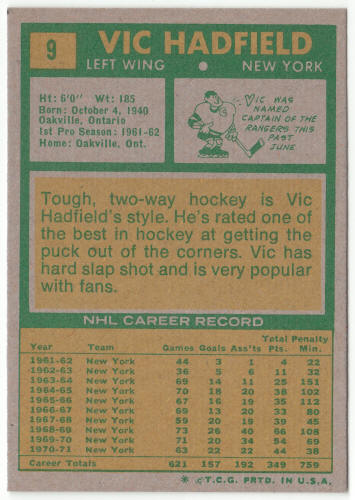 9
VIC HADFIELD
LEFT WING • NEW YORK
Ht: 6'0" Wt: 185
Born: October 4, 1940
Oakville, Ontario
1st Pro Season: 1961-62
Home: Oakville, Ont.
VIC WAS
NAMED
CAPTAIN OF THE
RANGERS THIS
PAST
JUNE.
Tough, two-way hockey is Vic
Hadfield's style. He's rated one of
the best in hockey at getting the
puck out of the corners. Vic has
hard slap shot and is very popular
with fans.
NHL CAREER RECORD
Total Penalty
Year Team Games Goals Ass'ts Pts. Min.
1961-62 New York 44 3 1 4 22
1962-63 New York 36 5 6 11 32
1963-64 New York 69 14 11 25 151
1964-65 New York 70 18 20 38 102
1965-66 New York 67 16 19 35 112
1966-67 New York 69 13 20 33 80
1967-68 New York 59 20 19 39 45
1968-69 New York 73 26 40 66 108
1969-70 New York 71 20 34 54 69
1970-71 New York 63 22 22 44 38
Career Totals 621 157 192 349 759
* © T.C.G. PRTD. IN U.S.A.